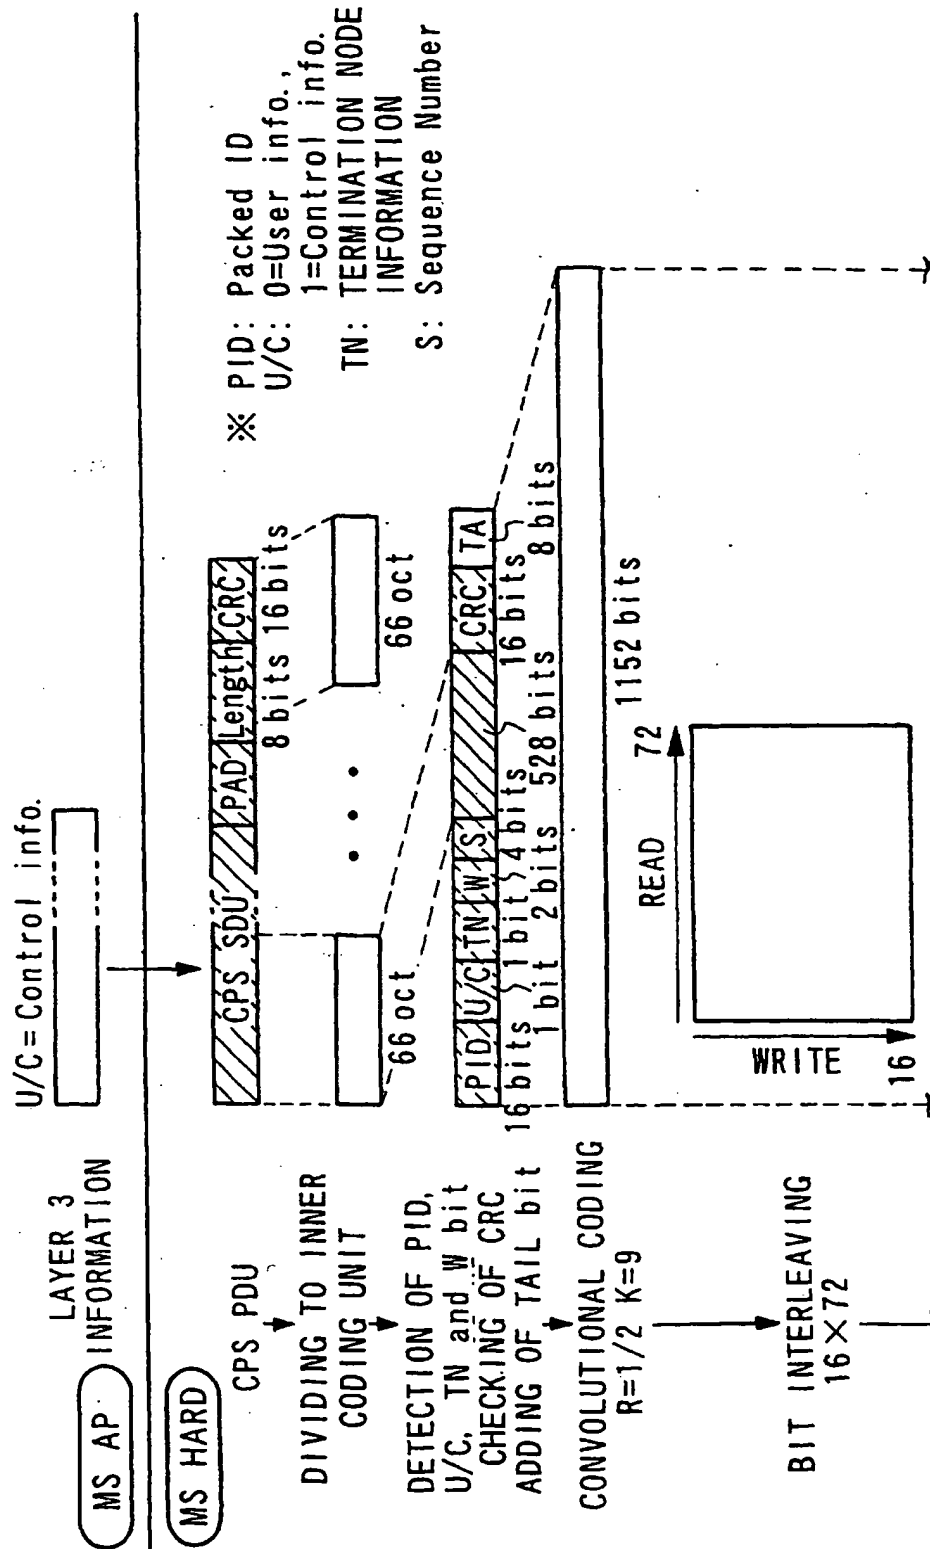 MS AP
LAYER 3
INFORMATION
U/C=Control info.
MS HARD
CPS PDU
CPS SDU PAD Length CRC
8 bits 16 bits
※ PID: Packed ID
U/C: 0=User info.,
1=Control info.
TN: TERMINATION NODE
INFORMATION
S: Sequence Number
DIVIDING TO INNER
CODING UNIT
66 oct
66 oct
DETECTION OF PID,
U/C, TN and W bit
CHECKING OF CRC
ADDING OF TAIL bit
PID U/C TN W S CRC TA
16 bits 1 bit 1 bit 2 bits 4 bits 528 bits 16 bits 8 bits
CONVOLUTIONAL CODING
R=1/2 K=9
1152 bits
BIT INTERLEAVING
16×72
READ
72
WRITE
16